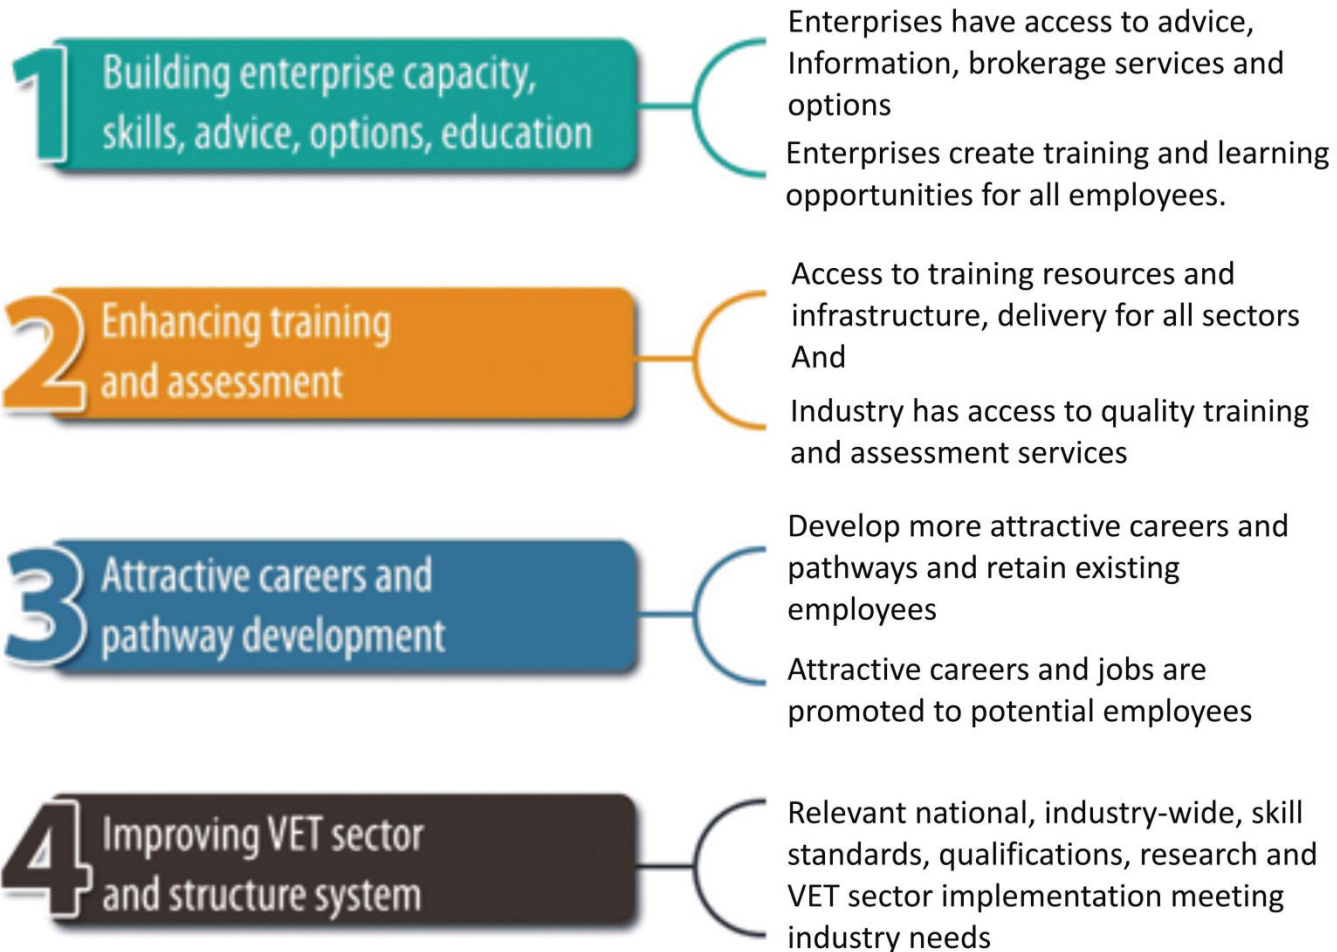 1
Building enterprise capacity,
skills, advice, options, education
Enterprises have access to advice,
Information, brokerage services and
options
Enterprises create training and learning
opportunities for all employees.
2
Enhancing training
and assessment
Access to training resources and
infrastructure, delivery for all sectors
And
Industry has access to quality training
and assessment services
3
Attractive careers and
pathway development
Develop more attractive careers and
pathways and retain existing
employees
Attractive careers and jobs are
promoted to potential employees
4
Improving VET sector
and structure system
Relevant national, industry-wide, skill
standards, qualifications, research and
VET sector implementation meeting
industry needs